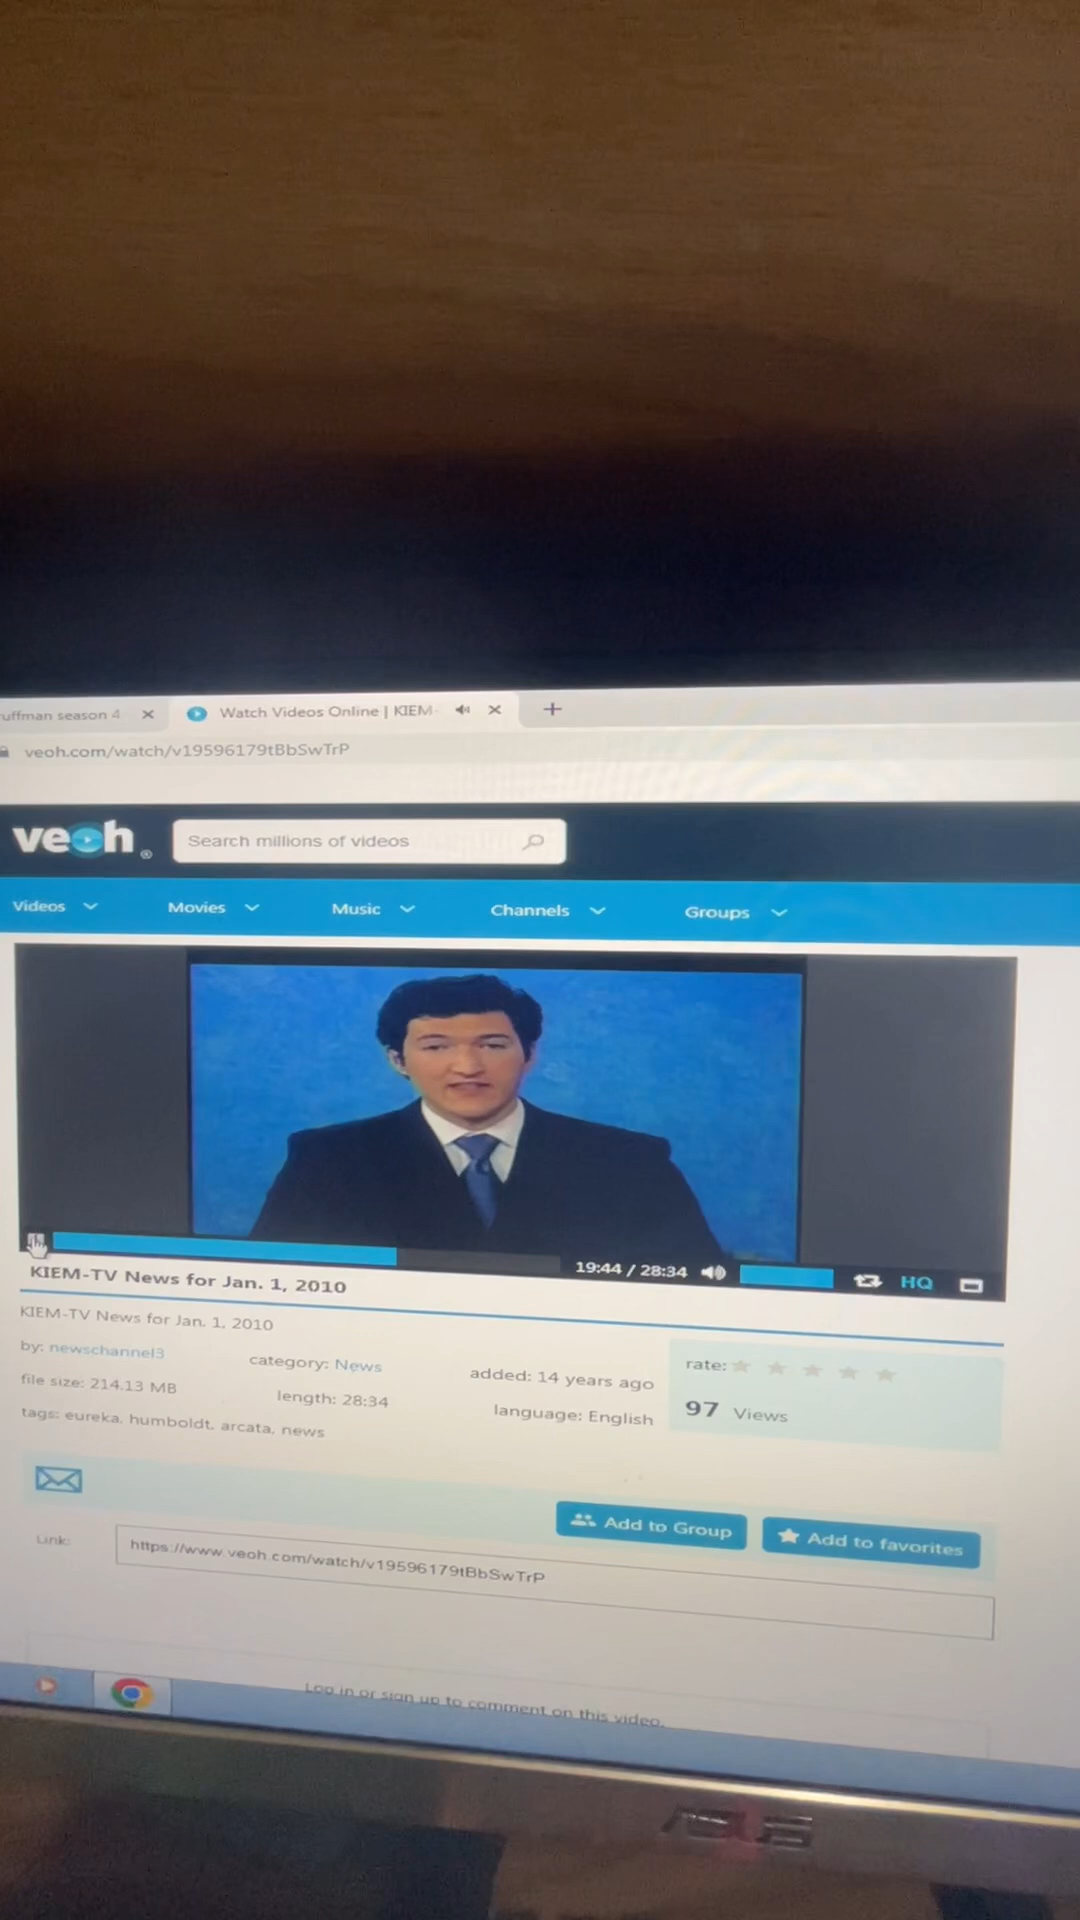 uffman season 4
Watch Videos Online | KIEM-
veoh.com/watch/v19596179tBbSwTrP
veoh
Search millions of videos
Videos Movies Music Channels Groups
19:44 / 28:34 HQ
KIEM-TV News for Jan. 1, 2010
KIEM-TV News for Jan. 1, 2010
by: newschannel3 category: News added: 14 years ago rate:
file size: 214.13 MB length: 28:34 language: English 97 Views
tags: eureka, humboldt, arcata, news
Add to Group Add to favorites
Link: https://www.veoh.com/watch/v19596179tBbSwTrP
Log in or sign up to comment on this video.
ASUS